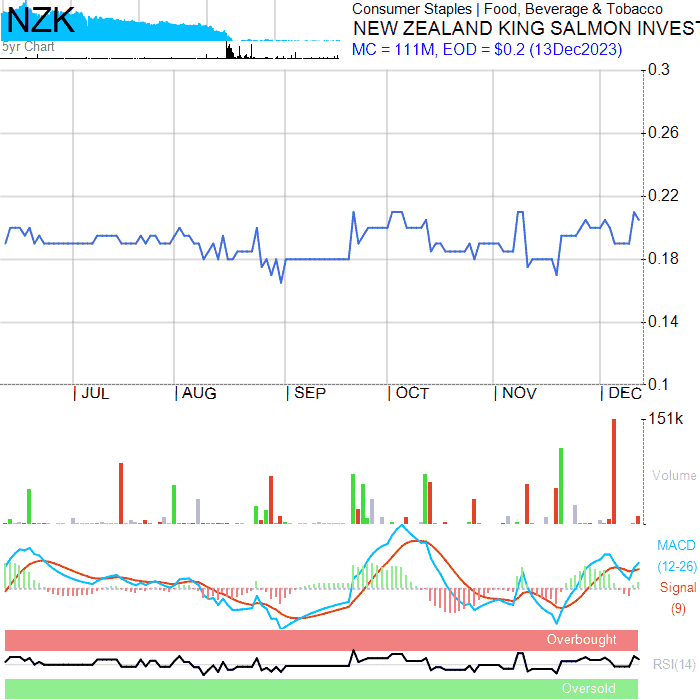 NZK
5yr Chart
Consumer Staples | Food, Beverage & Tobacco
NEW ZEALAND KING SALMON INVEST
MC = 111M, EOD = $0.2 (13Dec2023)
0.3
0.26
0.22
0.18
0.14
0.1
| JUL | AUG | SEP | OCT | NOV | DEC
151k
Volume
MACD
(12-26)
Signal
(9)
Overbought
RSI(14)
Oversold